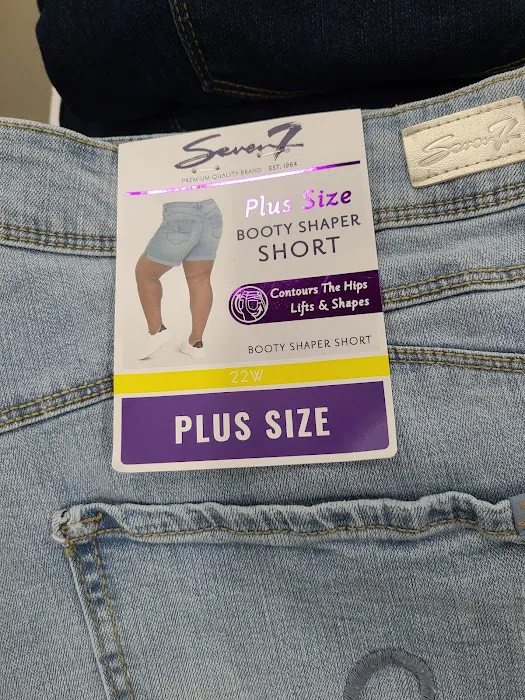 Seven7
PREMIUM QUALITY BRAND EST. 1964
Seven7
Plus Size
BOOTY SHAPER
SHORT
Contours The Hips
Lifts & Shapes
BOOTY SHAPER SHORT
22W
PLUS SIZE